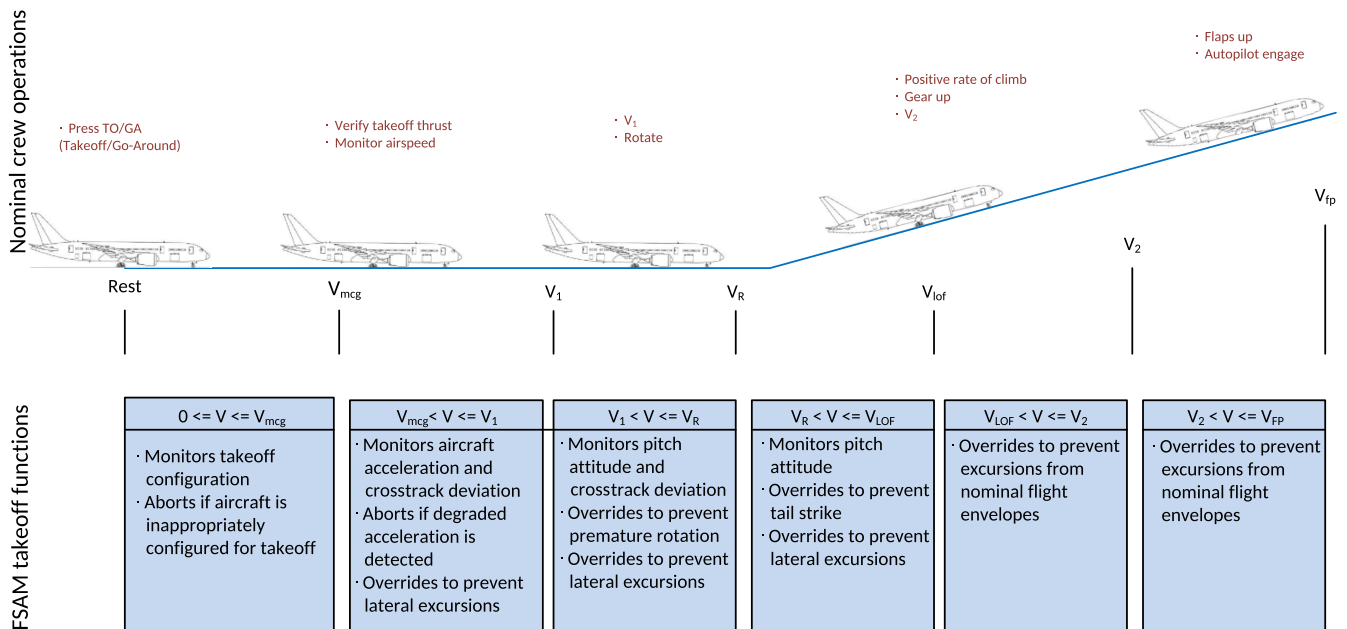 Nominal crew operations
· Press TO/GA
(Takeoff/Go-Around)
· Verify takeoff thrust
· Monitor airspeed
· V1
· Rotate
· Positive rate of climb
· Gear up
· V2
· Flaps up
· Autopilot engage
Rest
Vmcg
V1
VR
Vlof
V2
Vfp
FSAM takeoff functions
0 <= V <= Vmcg
· Monitors takeoff
configuration
· Aborts if aircraft is
inappropriately
configured for takeoff
Vmcg< V <= V1
· Monitors aircraft
acceleration and
crosstrack deviation
· Aborts if degraded
acceleration is
detected
· Overrides to prevent
lateral excursions
V1 < V <= VR
· Monitors pitch
attitude and
crosstrack deviation
· Overrides to prevent
premature rotation
· Overrides to prevent
lateral excursions
VR < V <= VLOF
· Monitors pitch
attitude
· Overrides to prevent
tail strike
· Overrides to prevent
lateral excursions
VLOF < V <= V2
· Overrides to prevent
excursions from
nominal flight
envelopes
V2 < V <= VFP
· Overrides to prevent
excursions from
nominal flight
envelopes